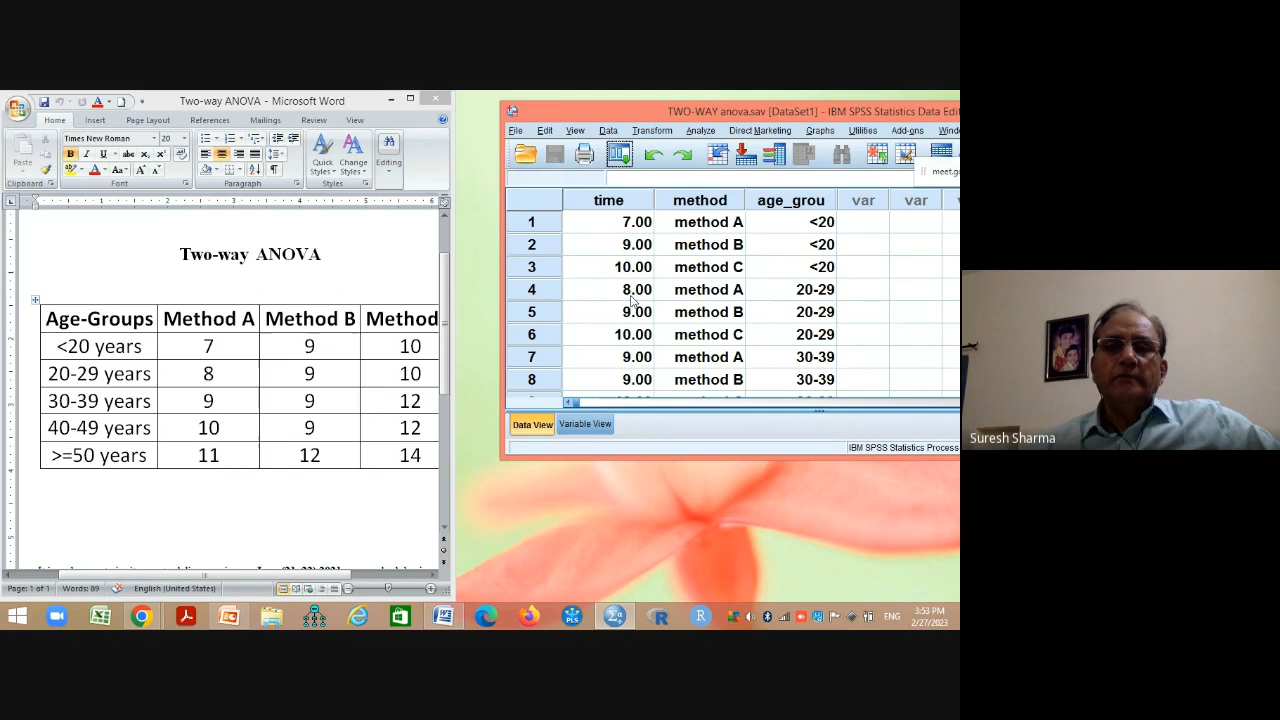 Two-way ANOVA - Microsoft Word
Home Insert Page Layout References Mailings Review View
Times New Roman 20
Paste Quick Styles Change Styles Editing
Clipboard Font Paragraph Styles
Two-way ANOVA
Age-Groups Method A Method B Method
<20 years 7 9 10
20-29 years 8 9 10
30-39 years 9 9 12
40-49 years 10 9 12
>=50 years 11 12 14
Page: 1 of 1 Words: 89 English (United States)
TWO-WAY anova.sav [DataSet1] - IBM SPSS Statistics Data Edit
File Edit View Data Transform Analyze Direct Marketing Graphs Utilities Add-ons Windo
meet.go
time method age_grou var var
1 7.00 method A <20
2 9.00 method B <20
3 10.00 method C <20
4 8.00 method A 20-29
5 9.00 method B 20-29
6 10.00 method C 20-29
7 9.00 method A 30-39
8 9.00 method B 30-39
Data View Variable View
IBM SPSS Statistics Process
PLS
ENG
3:53 PM
2/27/2023
Suresh Sharma